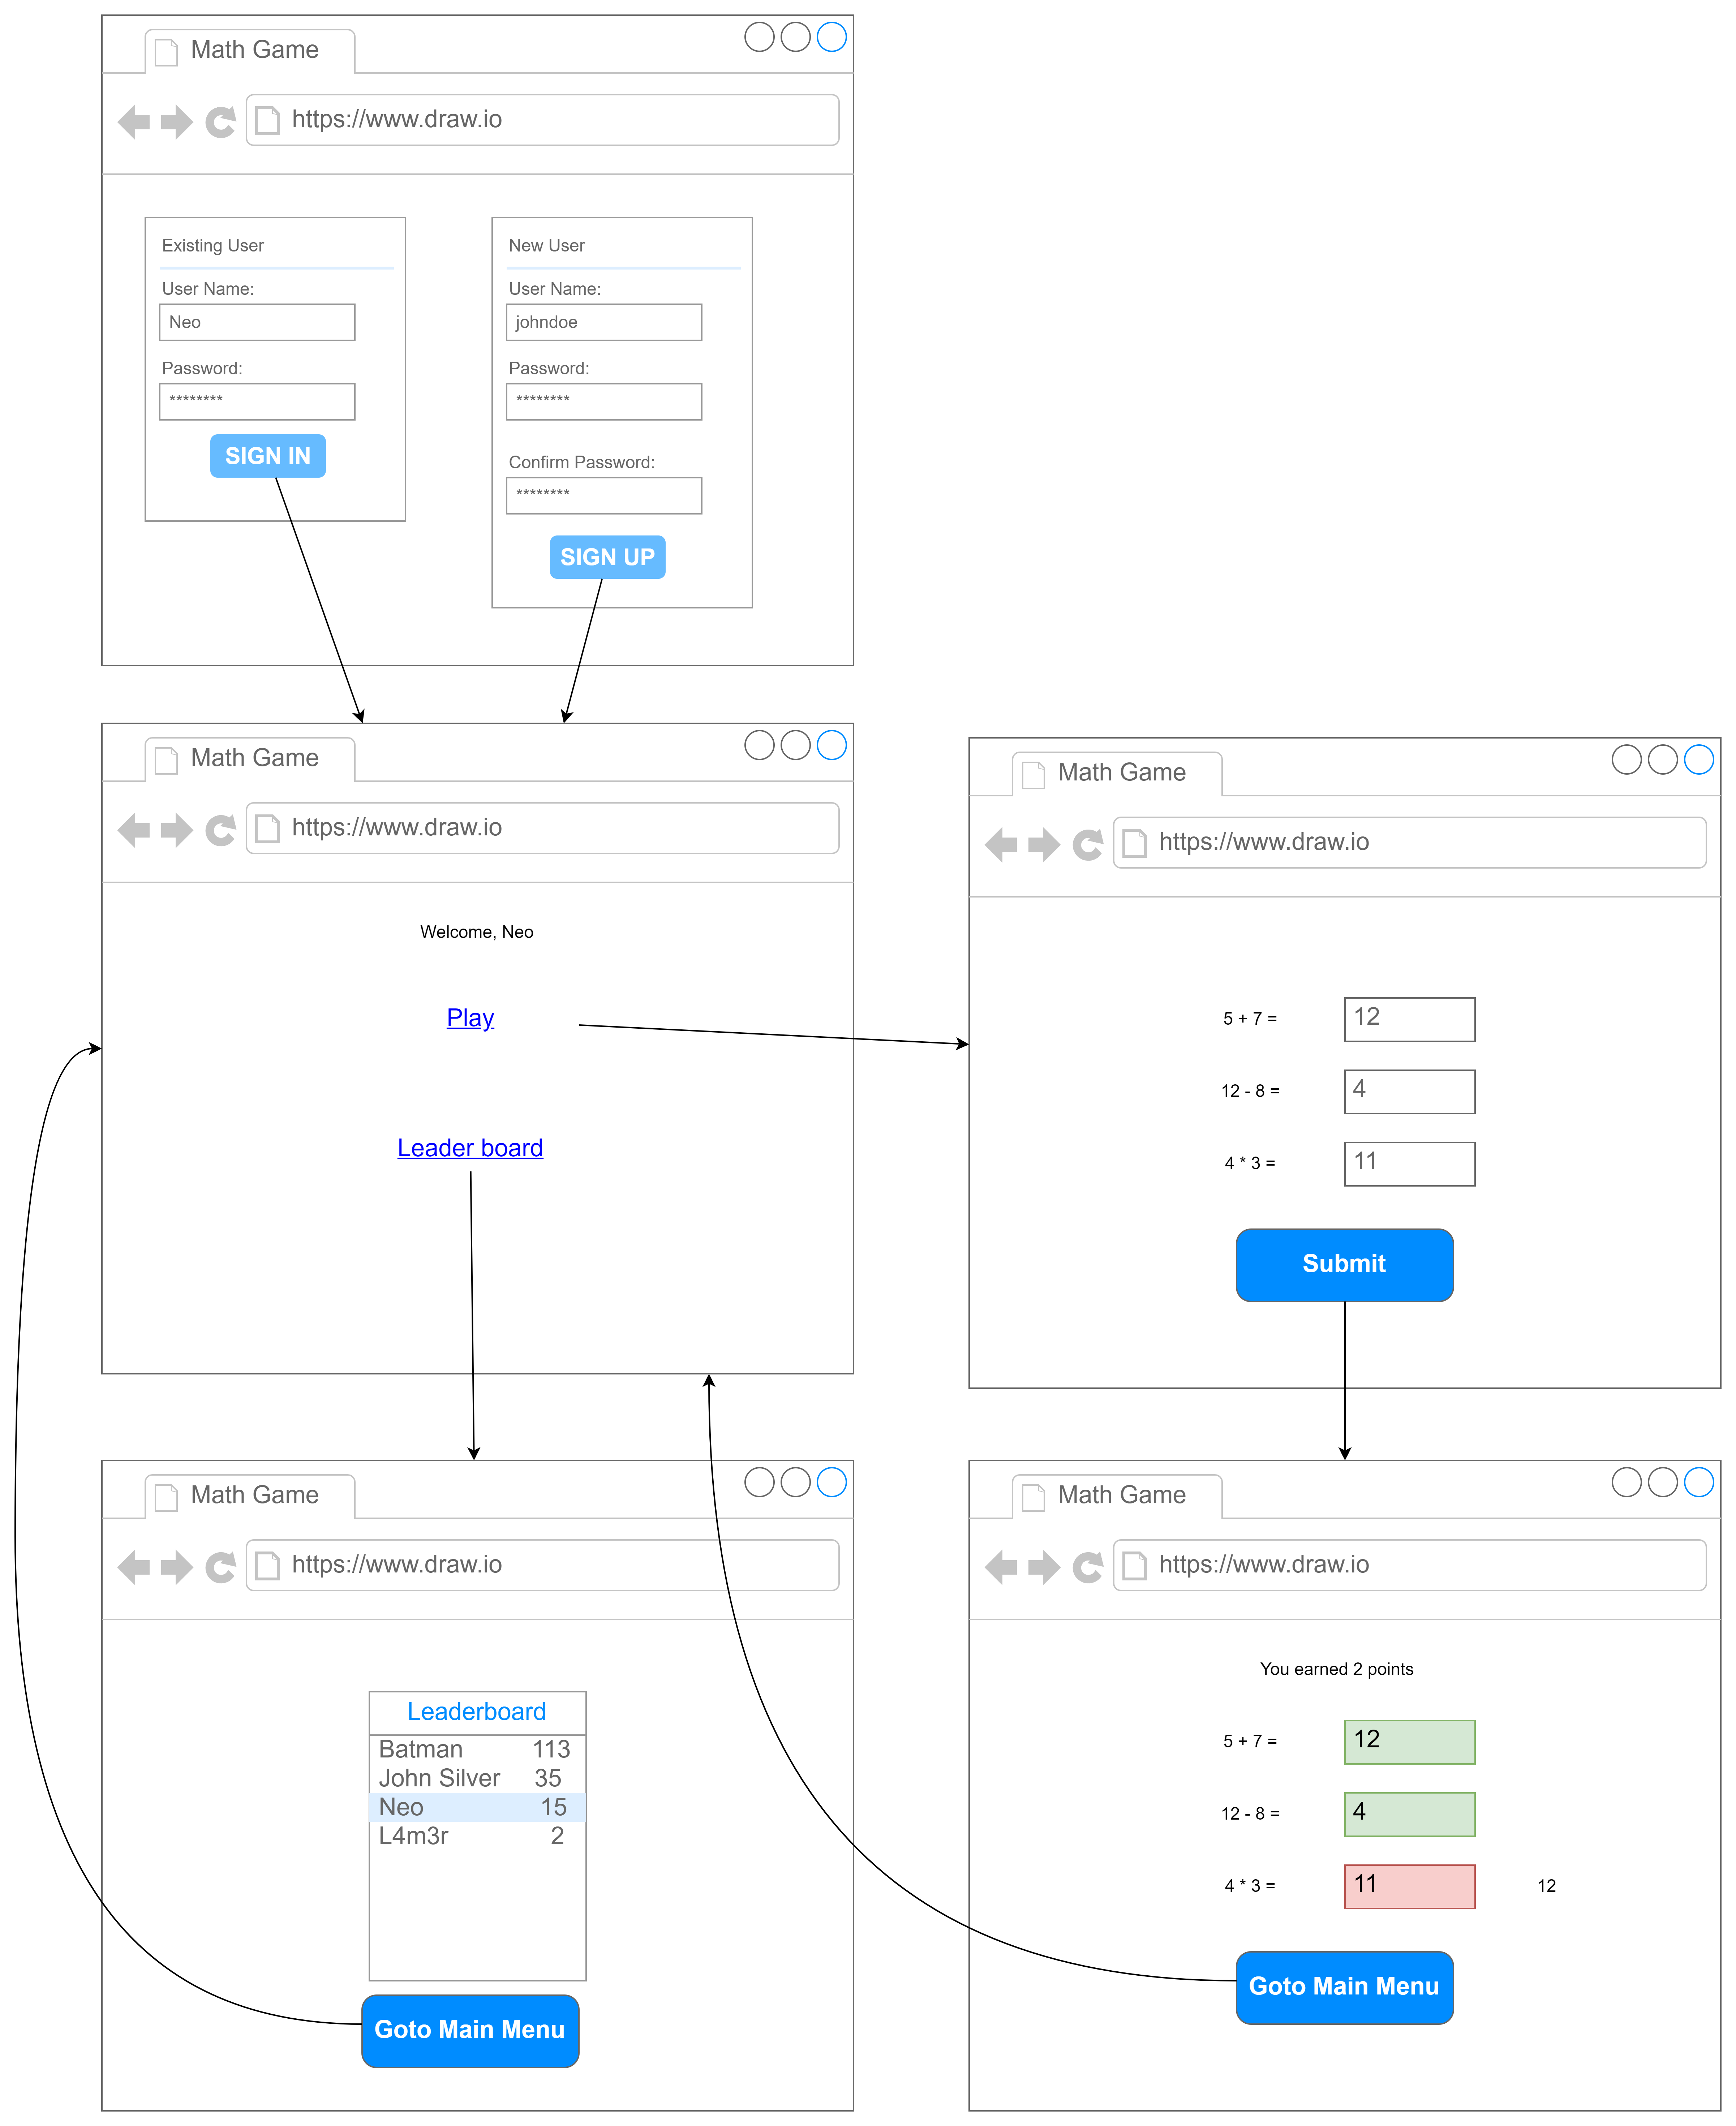 Math Game
https://www.draw.io
Existing User
User Name:
Neo
Password:
********
SIGN IN
New User
User Name:
johndoe
Password:
********
Confirm Password:
********
SIGN UP
Math Game
https://www.draw.io
Welcome, Neo
Play
Leader board
Math Game
https://www.draw.io
5 + 7 = 12
12 - 8 = 4
4 * 3 = 11
Submit
Math Game
https://www.draw.io
Leaderboard
Batman 113
John Silver 35
Neo 15
L4m3r 2
Goto Main Menu
Math Game
https://www.draw.io
You earned 2 points
5 + 7 = 12
12 - 8 = 4
4 * 3 = 11 12
Goto Main Menu